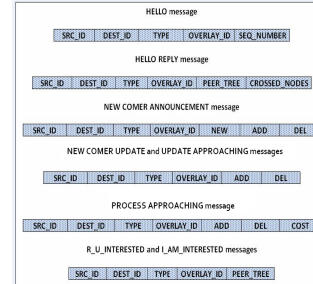 HELLO message
SRC_ID DEST_ID TYPE OVERLAY_ID SEQ_NUMBER
HELLO REPLY message
SRC_ID DEST_ID TYPE OVERLAY_ID PEER_TREE CROSSED_NODES
NEW COMER ANNOUNCEMENT message
SRC_ID DEST_ID TYPE OVERLAY_ID NEW ADD DEL
NEW COMER UPDATE and UPDATE APPROACHING messages
SRC_ID DEST_ID TYPE OVERLAY_ID ADD DEL
PROCESS APPROACHING message
SRC_ID DEST_ID TYPE OVERLAY_ID ADD DEL COST
R_U_INTERESTED and I_AM_INTERESTED messages
SRC_ID DEST_ID TYPE OVERLAY_ID PEER_TREE